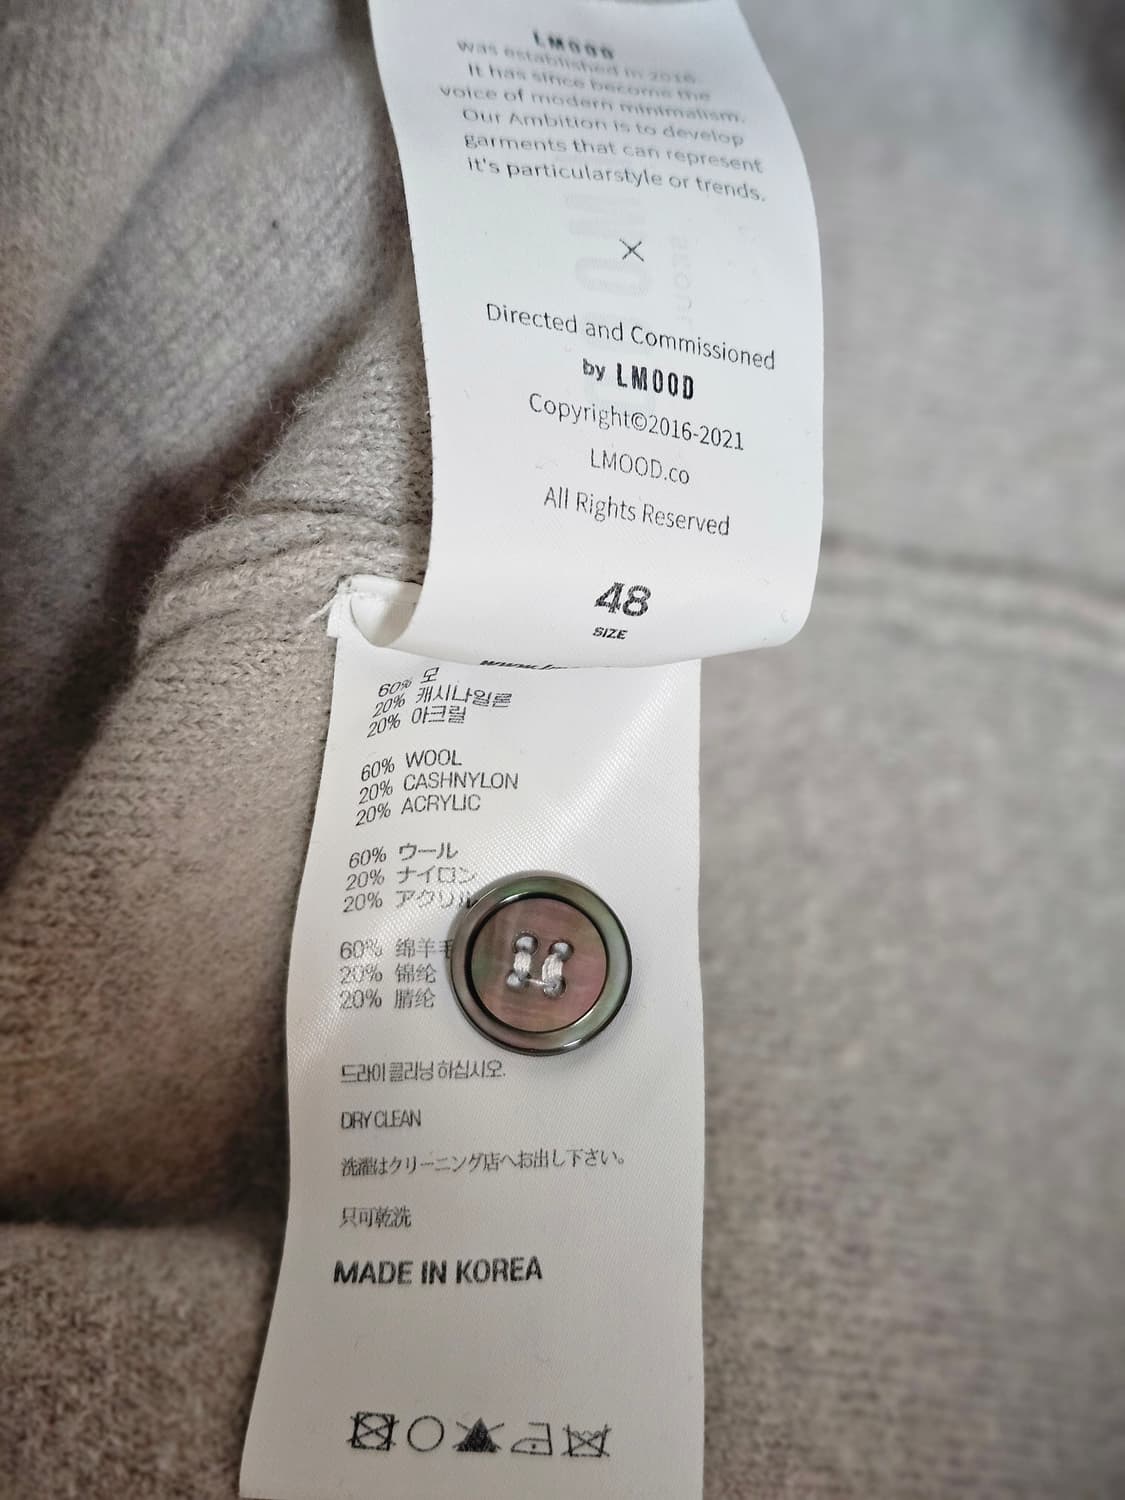 LMOOD
was established in 2016.
It has since become the
voice of modern minimalism.
Our Ambition is to develop
garments that can represent
it's particularstyle or trends.
Directed and Commissioned
by LMOOD
Copyright©2016-2021
LMOOD.co
All Rights Reserved
48
SIZE
60% 모
20% 캐시나일론
20% 아크릴
60% WOOL
20% CASHNYLON
20% ACRYLIC
60% ウール
20% ナイロン
20% アクリル
60% 绵羊毛
20% 锦纶
20% 腈纶
드라이 클리닝 하십시오.
DRY CLEAN
洗濯はクリーニング店へお出し下さい。
只可乾洗
MADE IN KOREA